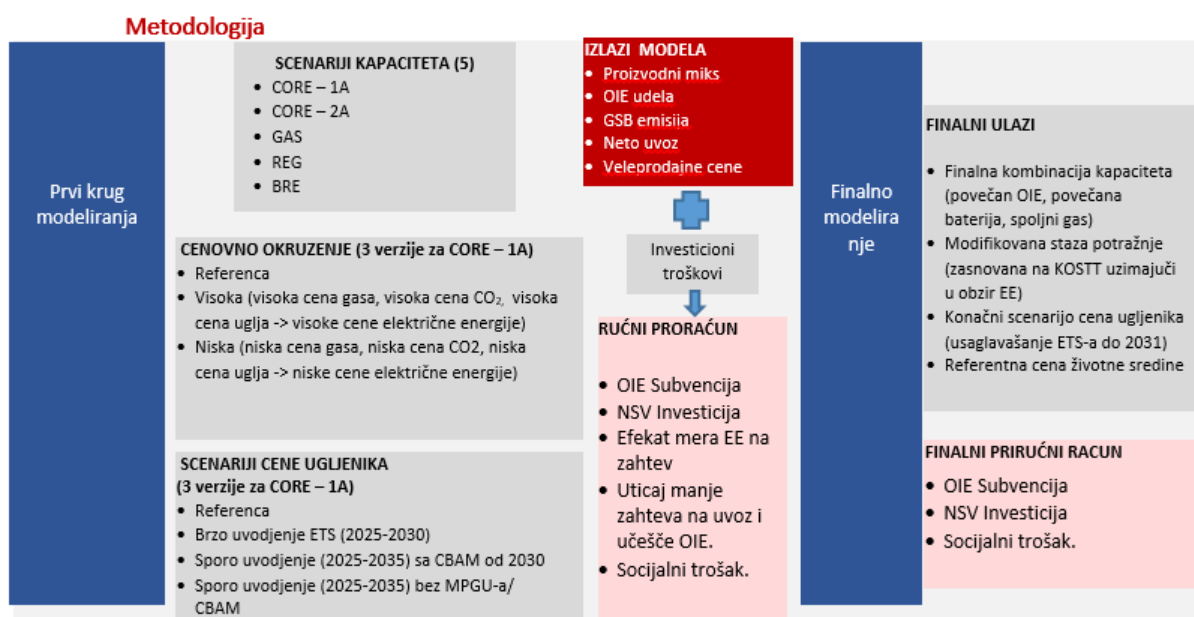 Metodologija
Prvi krug
modeliranja
SCENARIJI KAPACITETA (5)
• CORE – 1A
• CORE – 2A
• GAS
• REG
• BRE
CENOVNO OKRUZENJE (3 verzije za CORE – 1A)
• Referenca
• Visoka (visoka cena gasa, visoka cena CO₂, visoka
cena uglja -> visoke cene električne energije)
• Niska (niska cena gasa, niska cena CO2, niska
cena uglja -> niske cene električne energije)
SCENARIJI CENE UGLJENIKA
(3 verzije za CORE – 1A)
• Referenca
• Brzo uvodjenje ETS (2025-2030)
• Sporo uvodjenje (2025-2035) sa CBAM od 2030
• Sporo uvodjenje (2025-2035) bez MPGU-a/
CBAM
IZLAZI MODELA
• Proizvodni miks
• OIE udela
• GSB emisija
• Neto uvoz
• Veleprodajne cene
Investicioni
troškovi
RUĆNI PRORAĆUN
• OIE Subvencija
• NSV Investicija
• Efekat mera EE na
zahtev
• Uticaj manje
zahteva na uvoz i
učešče OIE.
• Socijalni trošak.
Finalno
modelira
nje
FINALNI ULAZI
• Finalna kombinacija kapaciteta
(povečan OIE, povečana
baterija, spoljni gas)
• Modifikovana staza potražnje
(zasnovana na KOSTT uzimajuči
u obzir EE)
• Konačni scenarijo cena ugljenika
(usaglavašanje ETS-a do 2031)
• Referentna cena životne sredine
FINALNI PRIRUĆNI RACUN
• OIE Subvencija
• NSV Investicija
• Socijalni trošak.